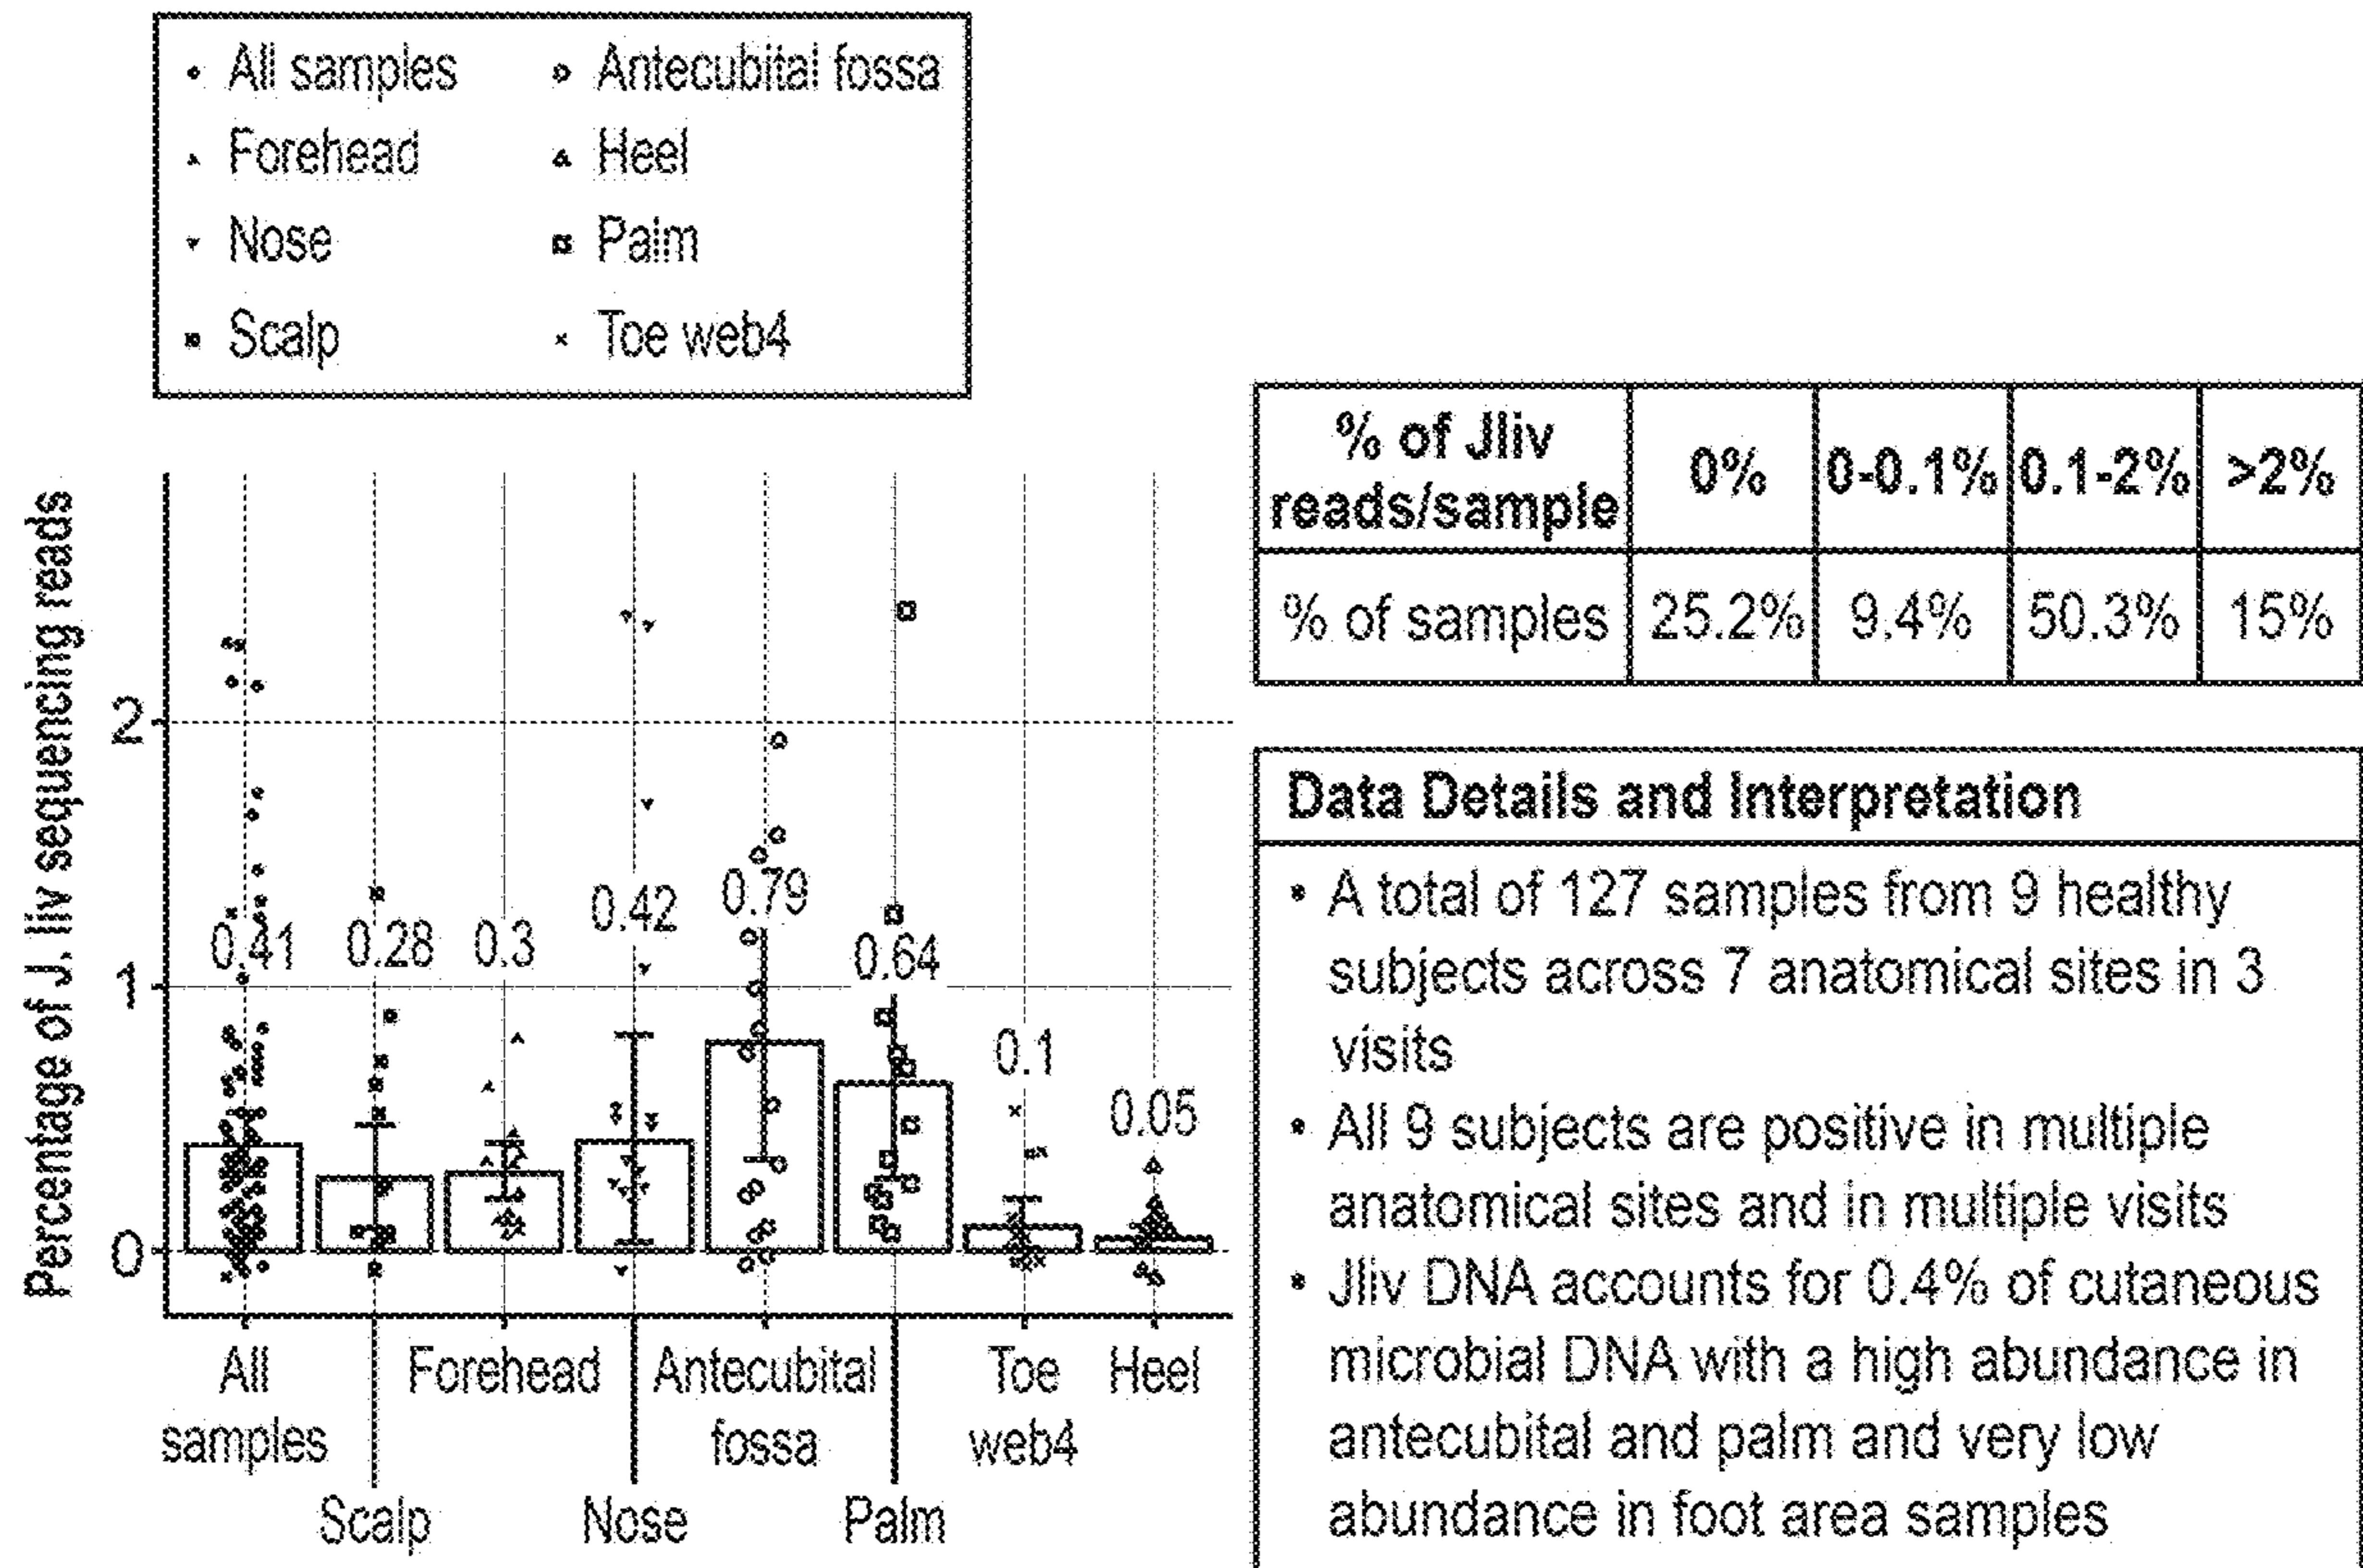 All samples
Forehead
Nose
Scalp
Antecubital fossa
Heel
Palm
Toe web4
Percentage of J. liv sequencing reads
2
1
0
0.41
0.28
0.3
0.42
0.79
0.64
0.1
0.05
All
samples
Scalp
Forehead
Nose
Antecubital
fossa
Palm
Toe
web4
Heel
% of Jliv
reads/sample
0%
0-0.1%
0.1-2%
>2%
% of samples
25.2%
9.4%
50.3%
15%
Data Details and Interpretation
• A total of 127 samples from 9 healthy
subjects across 7 anatomical sites in 3
visits
• All 9 subjects are positive in multiple
anatomical sites and in multiple visits
• Jliv DNA accounts for 0.4% of cutaneous
microbial DNA with a high abundance in
antecubital and palm and very low
abundance in foot area samples